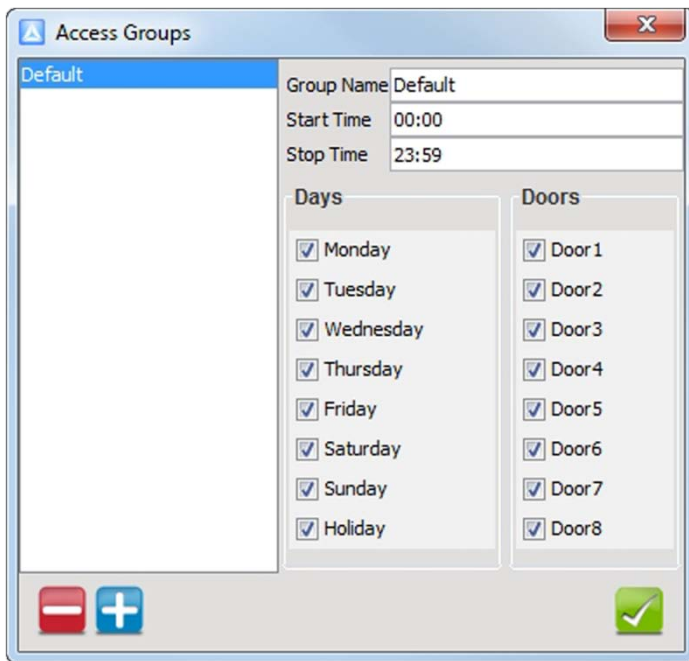 Access Groups
Default
Group Name Default
Start Time 00:00
Stop Time 23:59
Days
Monday
Tuesday
Wednesday
Thursday
Friday
Saturday
Sunday
Holiday
Doors
Door1
Door2
Door3
Door4
Door5
Door6
Door7
Door8